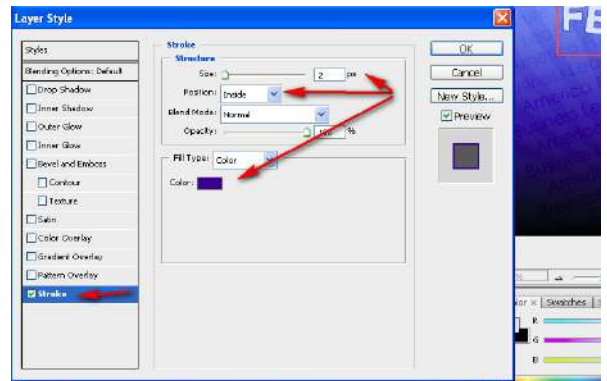 Layer Style
Styles
Blending Options: Default
Drop Shadow
Inner Shadow
Outer Glow
Inner Glow
Bevel and Emboss
Contour
Texture
Satin
Color Overlay
Gradient Overlay
Pattern Overlay
Stroke
Stroke
Structure
Size: 2 px
Position: Inside
Blend Mode: Normal
Opacity: 100 %
Fill Type: Color
Color:
OK
Cancel
New Style...
Preview
FE
Swatches
R
G
B